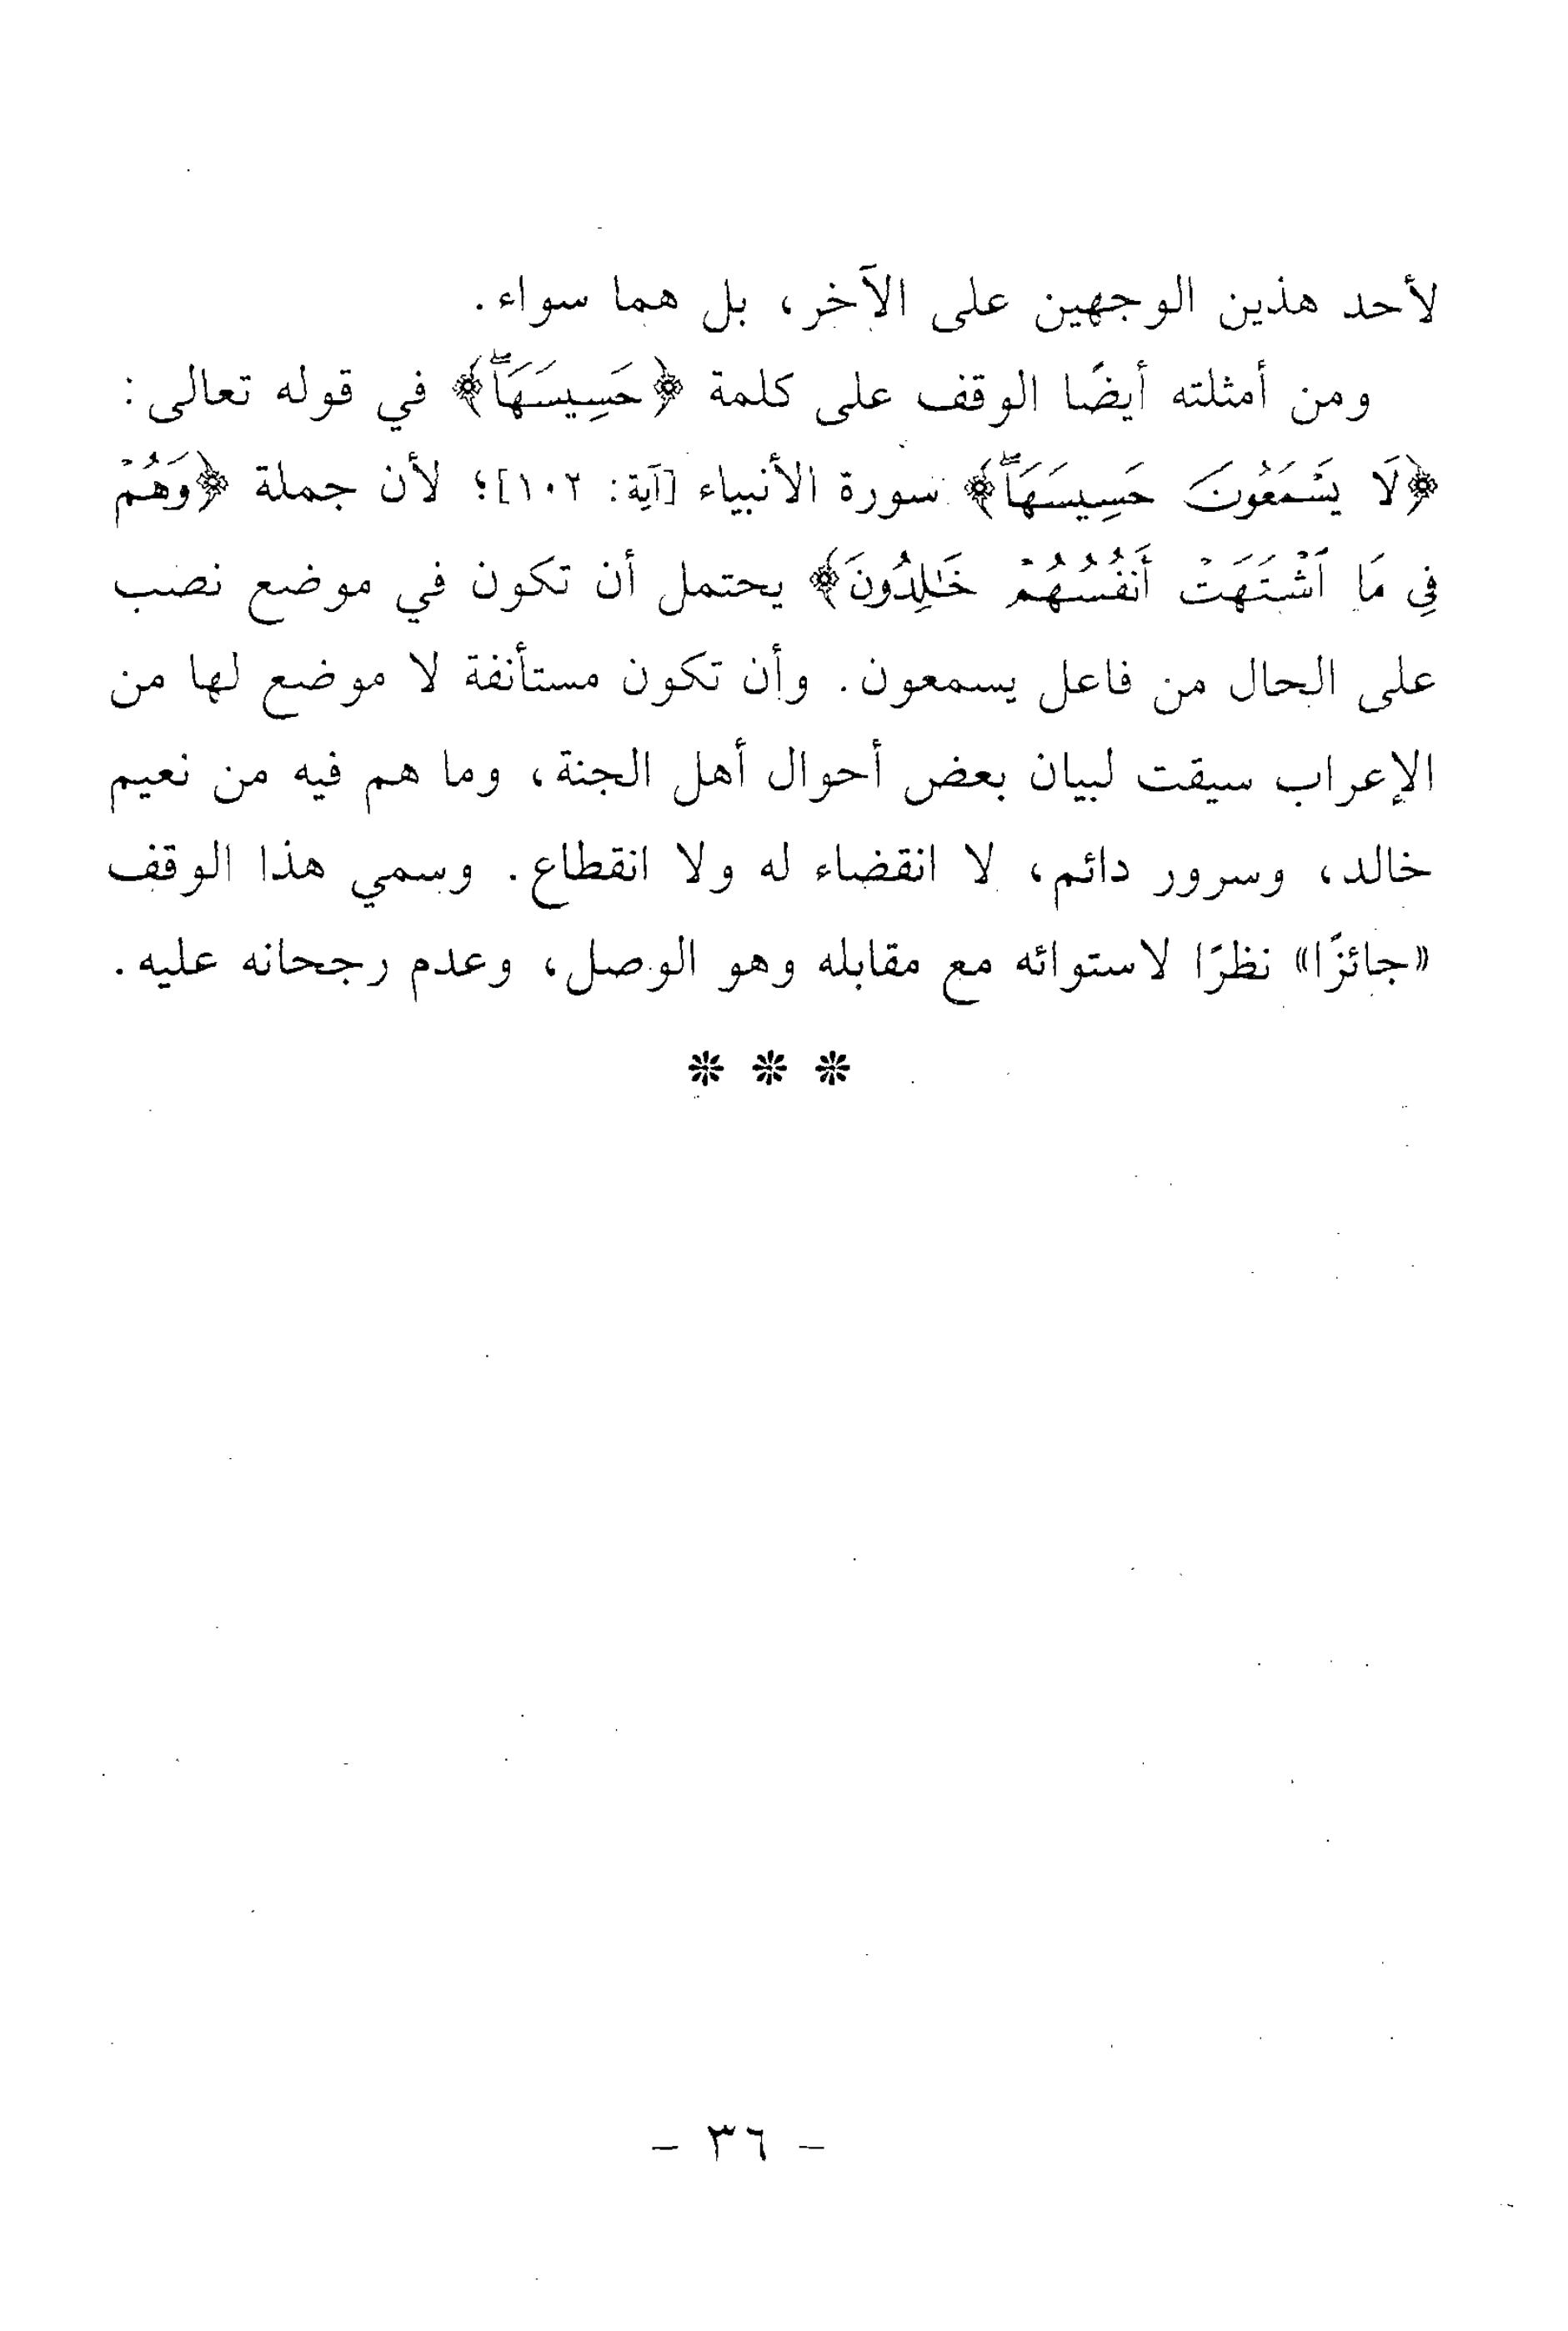 لأحد هذين الوجهين على الآخر، بل هما سواء.
ومن أمثلته أيضًا الوقف على كلمة ﴿حَسِيسَهَاۖ﴾ في قوله تعالى:
﴿لَا يَسْمَعُونَ حَسِيسَهَاۖ﴾ سورة الأنبياء [آية: ١٠٢]؛ لأن جملة ﴿وَهُمْ
فِي مَا ٱشْتَهَتْ أَنفُسُهُمْ خَٰلِدُونَ﴾ يحتمل أن تكون في موضع نصب
على الحال من فاعل يسمعون. وأن تكون مستأنفة لا موضع لها من
الإعراب سيقت لبيان بعض أحوال أهل الجنة، وما هم فيه من نعيم
خالد، وسرور دائم، لا انقضاء له ولا انقطاع. وسمي هذا الوقف
«جائزًا» نظرًا لاستوائه مع مقابله وهو الوصل، وعدم رجحانه عليه.
* * *
- ٣٦ -